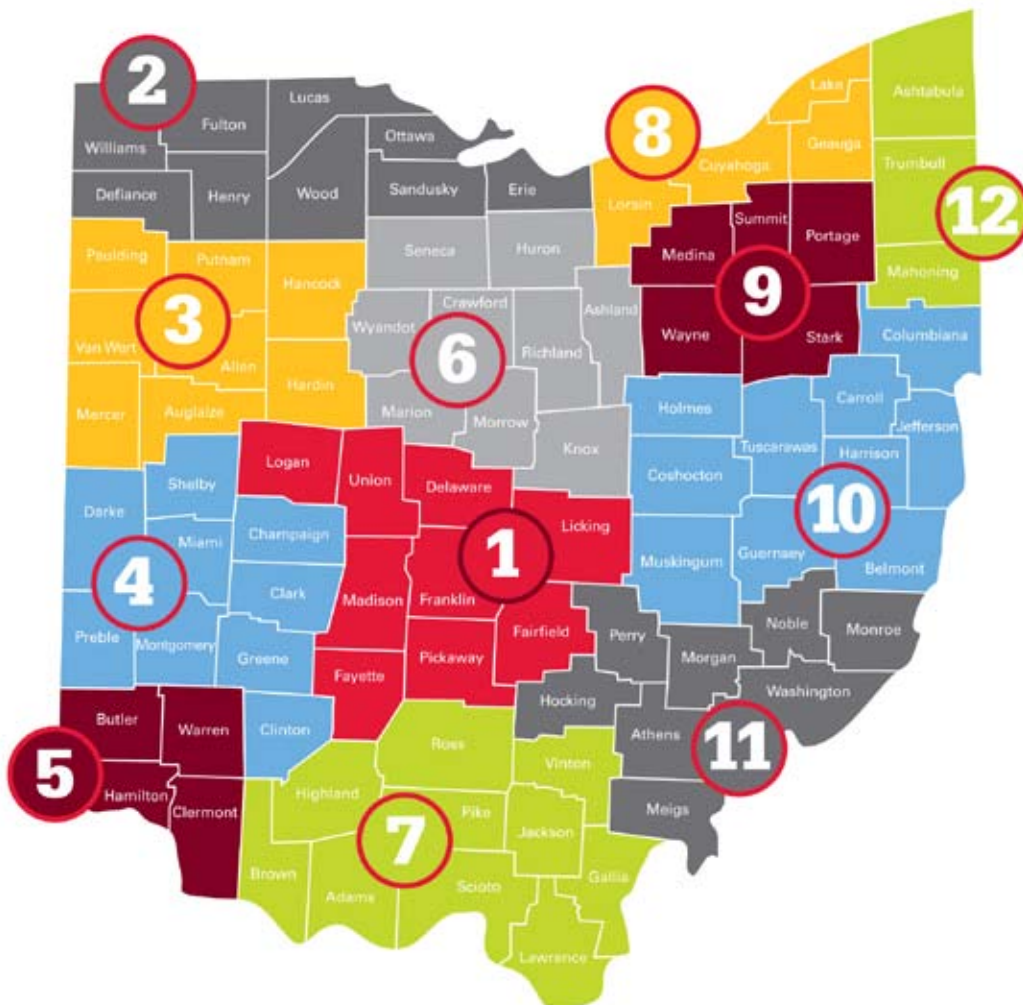 2
Williams
Fulton
Lucas
Ottawa
Defiance
Henry
Wood
Sandusky
Erie
8
Lake
Geauga
Cuyahoga
Lorain
Ashtabula
Trumbull
12
Mahoning
Paulding
Putnam
Hancock
3
Van Wert
Allen
Hardin
Mercer
Auglaize
Seneca
Huron
Wyandot
Crawford
6
Richland
Ashland
Marion
Morrow
Knox
Medina
Summit
Portage
9
Wayne
Stark
Columbiana
Holmes
Tuscarawas
Carroll
Jefferson
Harrison
Coshocton
10
Muskingum
Guernsey
Belmont
Logan
Union
Delaware
Licking
1
Madison
Franklin
Fairfield
Pickaway
Fayette
Shelby
Darke
Miami
Champaign
4
Clark
Preble
Montgomery
Greene
Clinton
Butler
Warren
5
Hamilton
Clermont
Perry
Morgan
Noble
Monroe
Washington
Hocking
Athens
11
Meigs
Ross
Vinton
Highland
Pike
7
Jackson
Brown
Adams
Scioto
Gallia
Lawrence